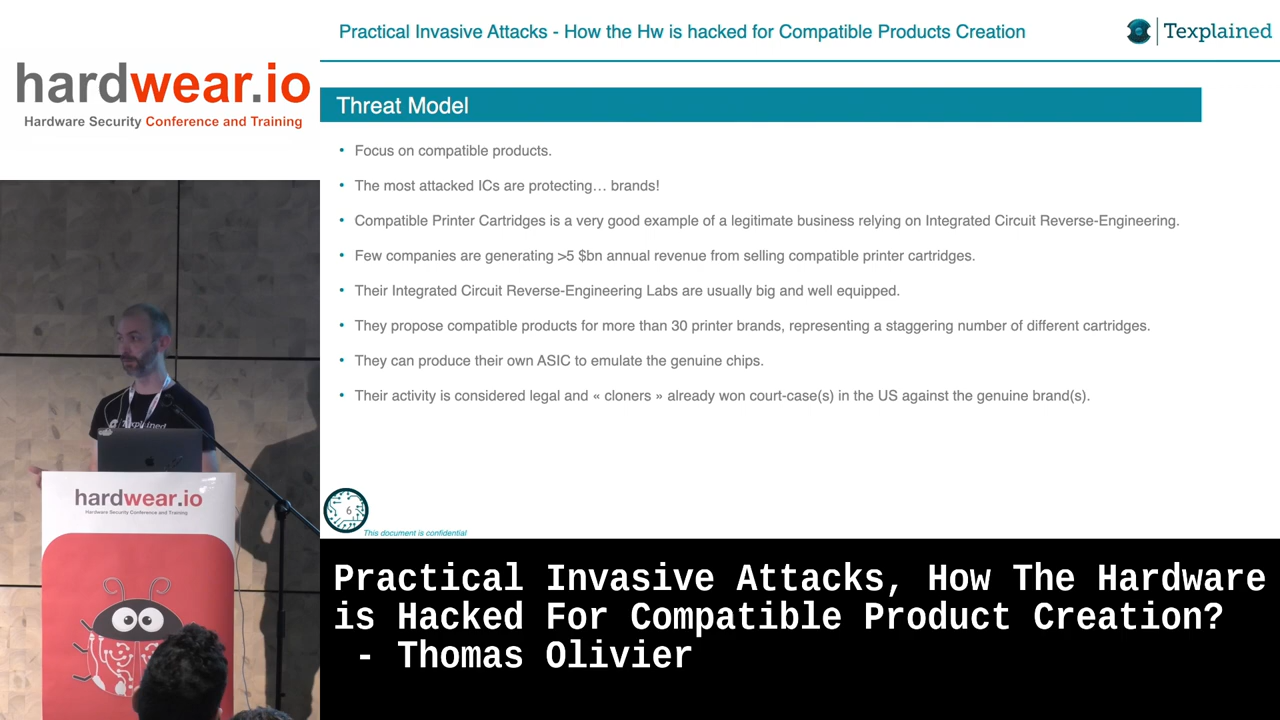 Practical Invasive Attacks - How the Hw is hacked for Compatible Products Creation
Texplained
hardwear.io
Hardware Security Conference and Training
Threat Model
• Focus on compatible products.
• The most attacked ICs are protecting… brands!
• Compatible Printer Cartridges is a very good example of a legitimate business relying on Integrated Circuit Reverse-Engineering.
• Few companies are generating >5 $bn annual revenue from selling compatible printer cartridges.
• Their Integrated Circuit Reverse-Engineering Labs are usually big and well equipped.
• They propose compatible products for more than 30 printer brands, representing a staggering number of different cartridges.
• They can produce their own ASIC to emulate the genuine chips.
• Their activity is considered legal and « cloners » already won court-case(s) in the US against the genuine brand(s).
Texplained
hardwear.io
Hardware Security Conference and Training
6
This document is confidential
Practical Invasive Attacks, How The Hardware
is Hacked For Compatible Product Creation?
- Thomas Olivier